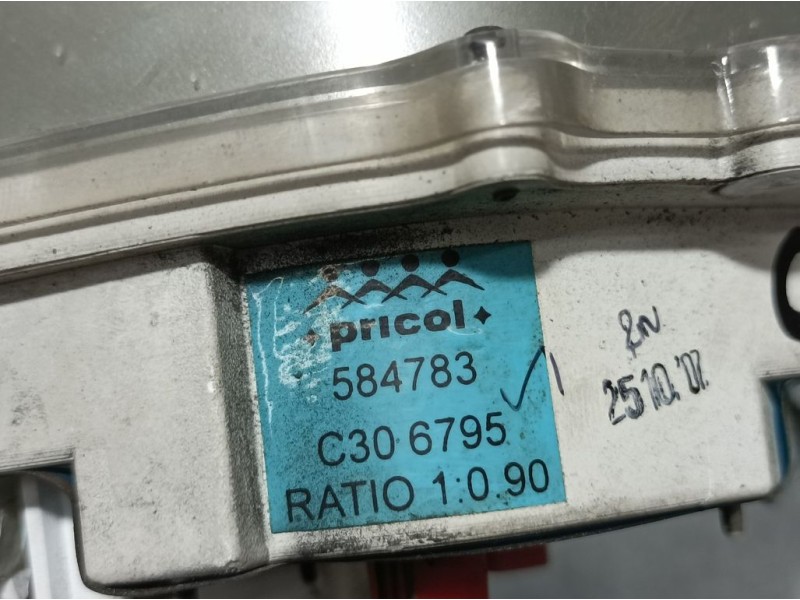 pricol
584783
C30 6795
RATIO 1:0.90
25.10.'07